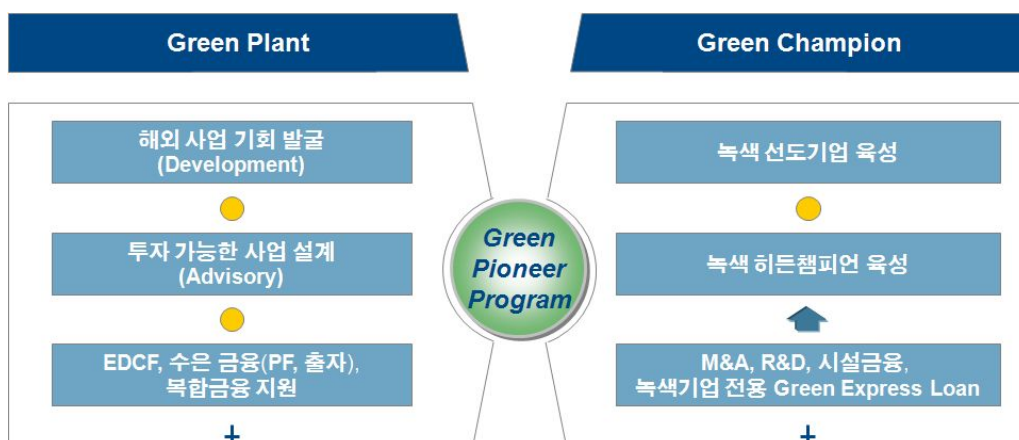 Green Plant
Green Champion
해외 사업 기회 발굴
(Development)
투자 가능한 사업 설계
(Advisory)
EDCF, 수은 금융(PF, 출자),
복합금융 지원
Green
Pioneer
Program
녹색 선도기업 육성
녹색 히든챔피언 육성
M&A, R&D, 시설금융,
녹색기업 전용 Green Express Loan